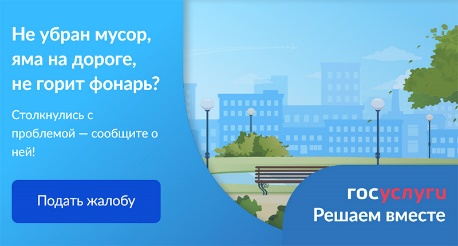 Не убран мусор,
яма на дороге,
не горит фонарь?
Столкнулись с
проблемой — сообщите о
ней!
Подать жалобу
госуслуги
Решаем вместе